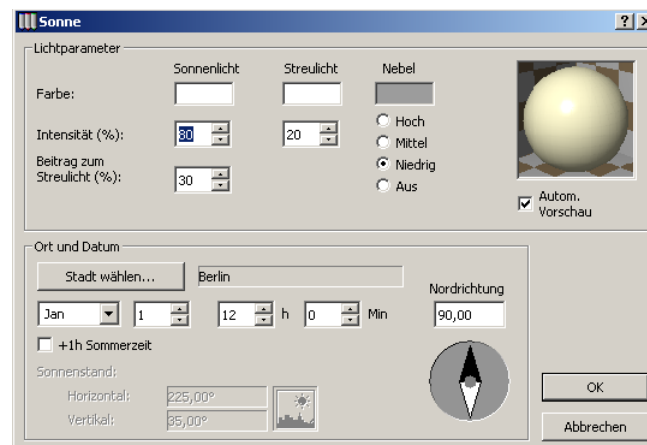 Sonne
Lichtparameter
Sonnenlicht Streulicht Nebel
Farbe:
Intensität (%): 80 20
Hoch
Mittel
Niedrig
Aus
Beitrag zum
Streulicht (%): 30
Autom.
Vorschau
Ort und Datum
Stadt wählen... Berlin
Nordrichtung
Jan 1 12 h 0 Min 90,00
+1h Sommerzeit
Sonnenstand:
Horizontal: 225,00°
Vertikal: 35,00°
OK
Abbrechen